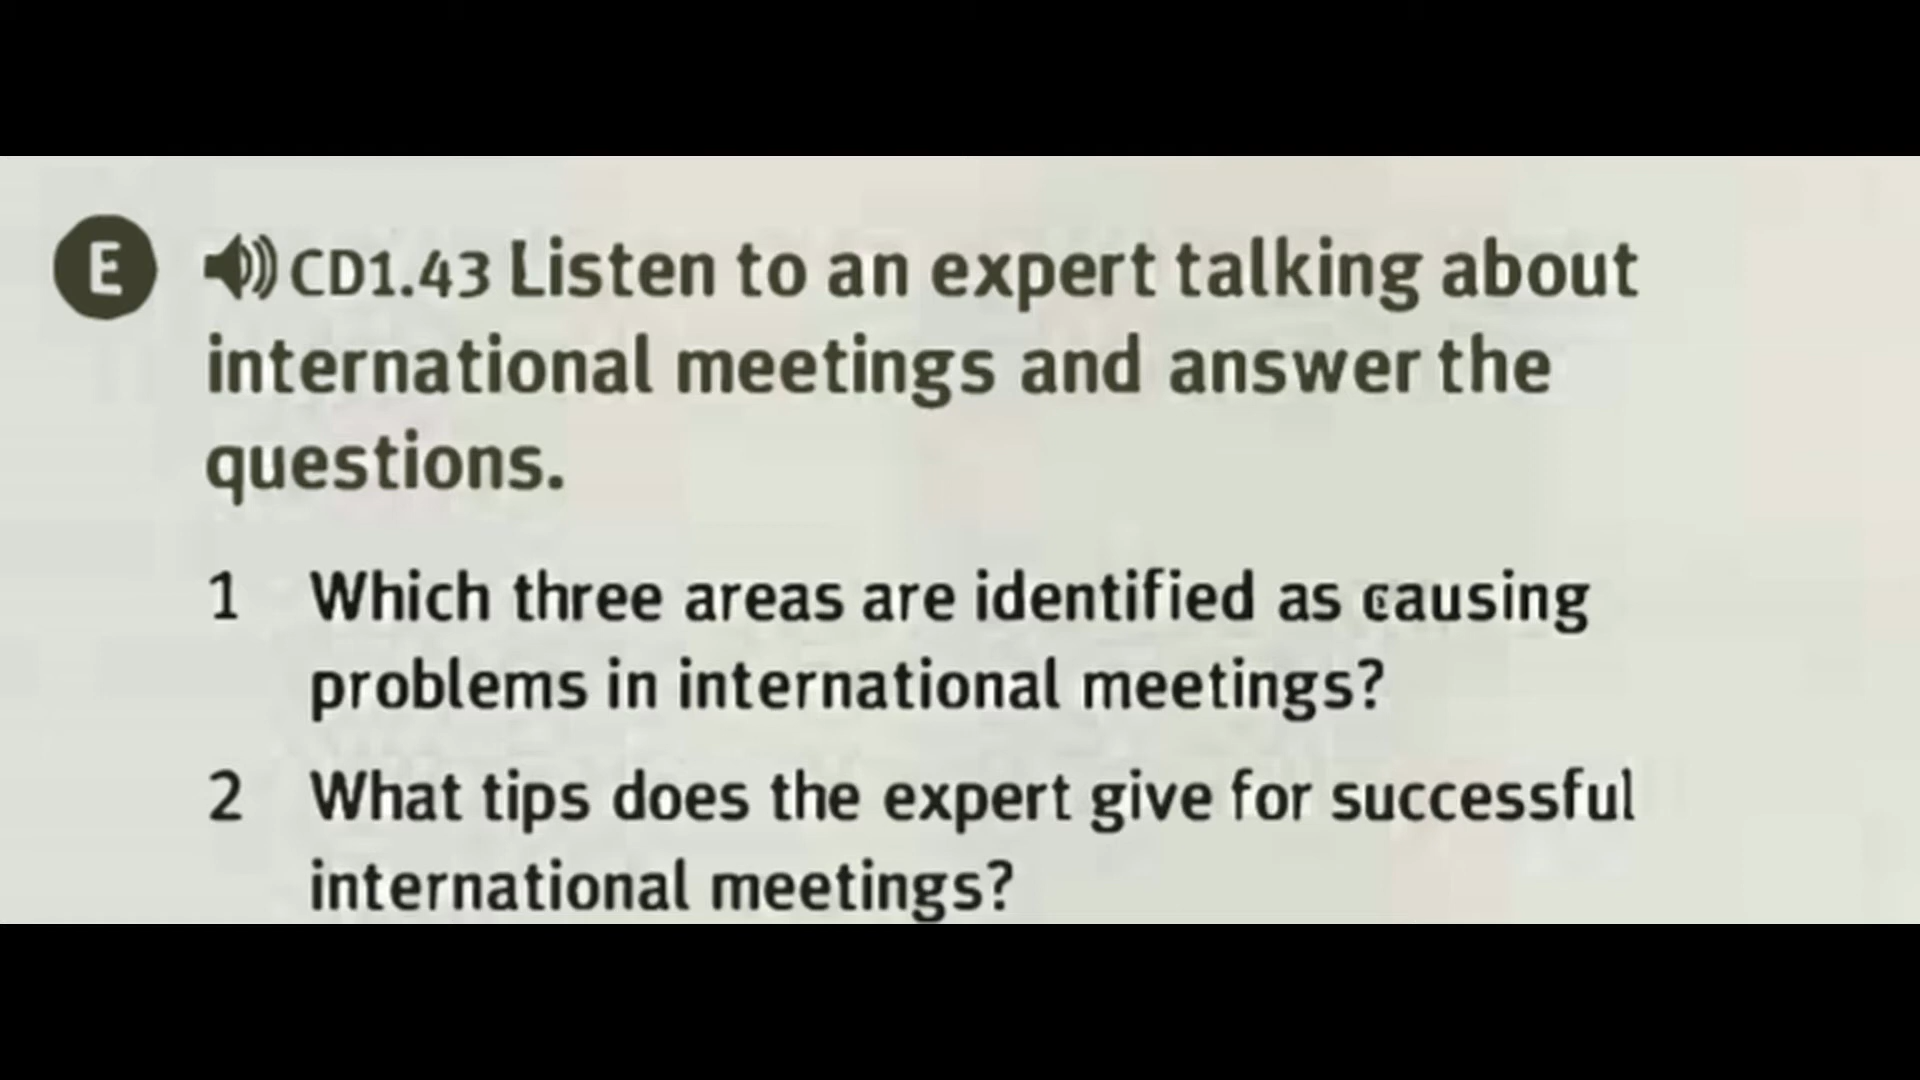 E CD1.43 Listen to an expert talking about
international meetings and answer the
questions.
1 Which three areas are identified as causing
problems in international meetings?
2 What tips does the expert give for successful
international meetings?